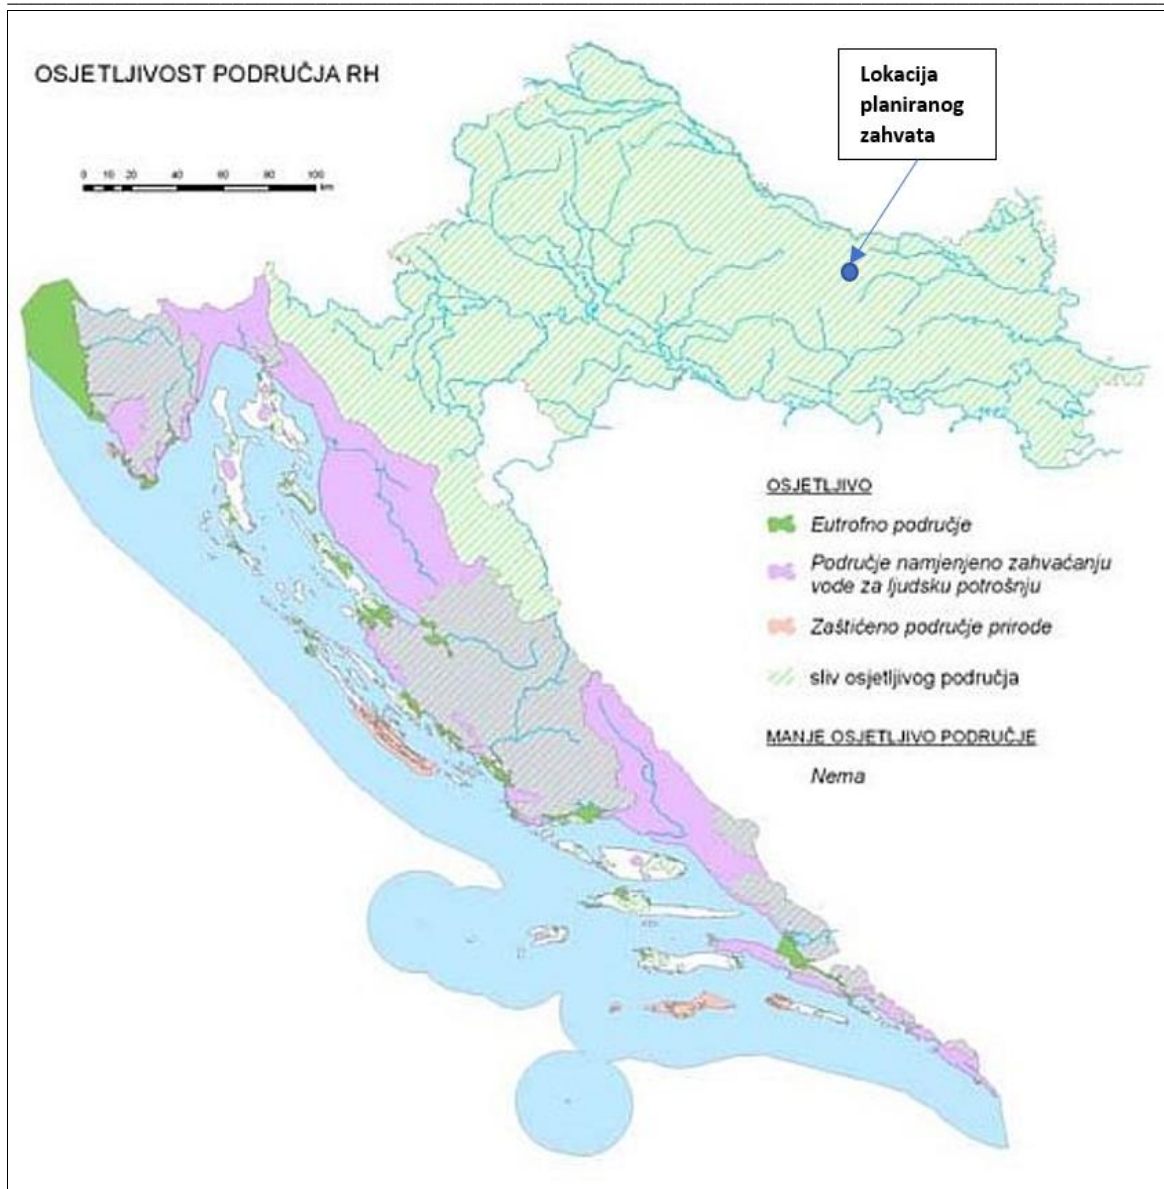 OSJETLJIVOST PODRUČJA RH
Lokacija
planiranog
zahvata
0 10 20 40 60 80 100
km
OSJETLJIVO
Eutrofno područje
Područje namjenjeno zahvaćanju
vode za ljudsku potrošnju
Zaštićeno područje prirode
sliv osjetljivog područja
MANJE OSJETLJIVO PODRUČJE
Nema